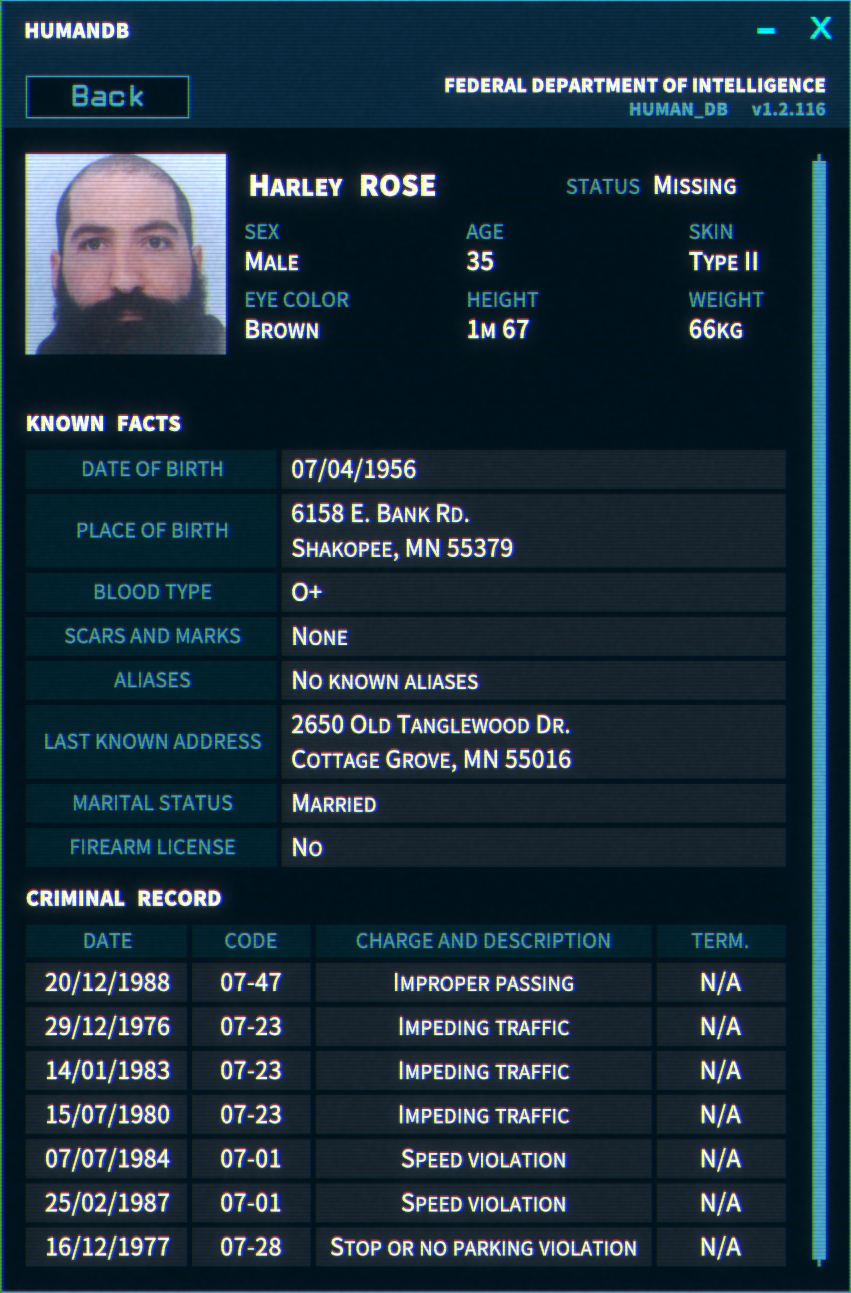 HUMANDB
– X
Back
FEDERAL DEPARTMENT OF INTELLIGENCE
HUMAN_DB v1.2.116
Harley ROSE
STATUS Missing
SEX AGE SKIN
Male 35 Type II
EYE COLOR HEIGHT WEIGHT
Brown 1m 67 66kg
KNOWN FACTS
DATE OF BIRTH 07/04/1956
PLACE OF BIRTH 6158 E. Bank Rd.
Shakopee, MN 55379
BLOOD TYPE O+
SCARS AND MARKS None
ALIASES No known aliases
LAST KNOWN ADDRESS 2650 Old Tanglewood Dr.
Cottage Grove, MN 55016
MARITAL STATUS Married
FIREARM LICENSE No
CRIMINAL RECORD
DATE CODE CHARGE AND DESCRIPTION TERM.
20/12/1988 07-47 Improper passing N/A
29/12/1976 07-23 Impeding traffic N/A
14/01/1983 07-23 Impeding traffic N/A
15/07/1980 07-23 Impeding traffic N/A
07/07/1984 07-01 Speed violation N/A
25/02/1987 07-01 Speed violation N/A
16/12/1977 07-28 Stop or no parking violation N/A